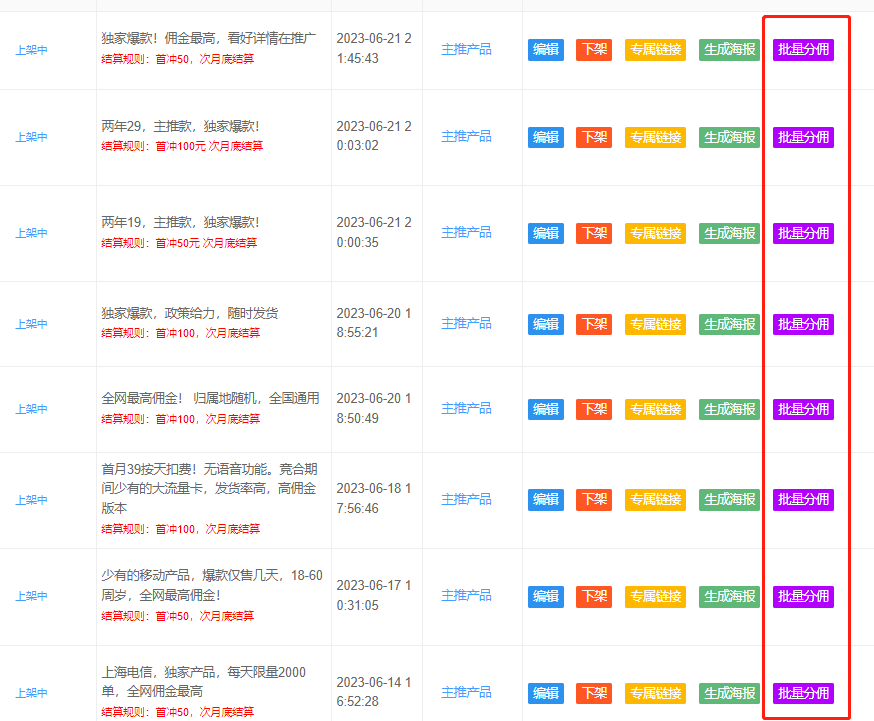 上架中
独家爆款！佣金最高，看好详情在推广
结算规则：首冲50，次月底结算
2023-06-21 2
1:45:43
主推产品
编辑 下架 专属链接 生成海报 批量分佣
上架中
两年29，主推款，独家爆款！
结算规则：首冲100元 次月底结算
2023-06-21 2
0:03:02
主推产品
编辑 下架 专属链接 生成海报 批量分佣
上架中
两年19，主推款，独家爆款！
结算规则：首冲50元 次月底结算
2023-06-21 2
0:00:35
主推产品
编辑 下架 专属链接 生成海报 批量分佣
上架中
独家爆款，政策给力，随时发货
结算规则：首冲100，次月底结算
2023-06-20 1
8:55:21
主推产品
编辑 下架 专属链接 生成海报 批量分佣
上架中
全网最高佣金！ 归属地随机，全国通用
结算规则：首冲100，次月底结算
2023-06-20 1
8:50:49
主推产品
编辑 下架 专属链接 生成海报 批量分佣
上架中
首月39按天扣费！无语音功能。竞合期
间少有的大流量卡，发货率高，高佣金
版本
结算规则：首冲100，次月底结算
2023-06-18 1
7:56:46
主推产品
编辑 下架 专属链接 生成海报 批量分佣
上架中
少有的移动产品，爆款仅售几天，18-60
周岁，全网最高佣金！
结算规则：首冲50，次月底结算
2023-06-17 1
0:31:05
主推产品
编辑 下架 专属链接 生成海报 批量分佣
上架中
上海电信，独家产品，每天限量2000
单，全网佣金最高
结算规则：首冲50，次月底结算
2023-06-14 1
6:52:28
主推产品
编辑 下架 专属链接 生成海报 批量分佣